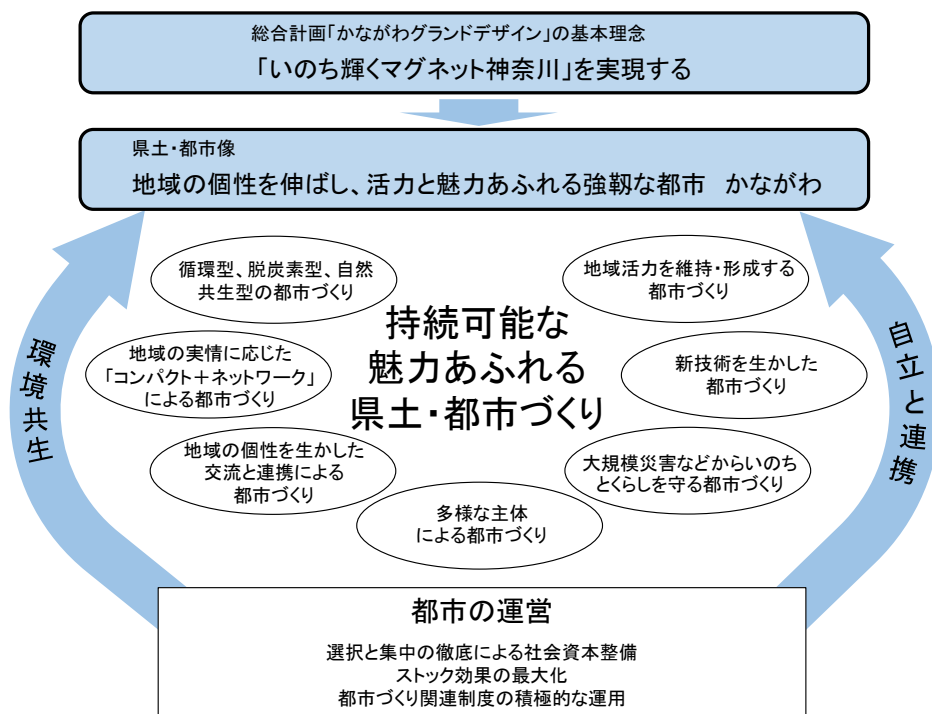 総合計画「かながわグランドデザイン」の基本理念
「いのち輝くマグネット神奈川」を実現する
県土・都市像
地域の個性を伸ばし、活力と魅力あふれる強靱な都市　かながわ
循環型、脱炭素型、自然
共生型の都市づくり
地域活力を維持・形成する
都市づくり
持続可能な
魅力あふれる
県土・都市づくり
地域の実情に応じた
「コンパクト＋ネットワーク」
による都市づくり
新技術を生かした
都市づくり
環境共生
自立と連携
地域の個性を生かした
交流と連携による
都市づくり
大規模災害などからいのち
とくらしを守る都市づくり
多様な主体
による都市づくり
都市の運営
選択と集中の徹底による社会資本整備
ストック効果の最大化
都市づくり関連制度の積極的な運用